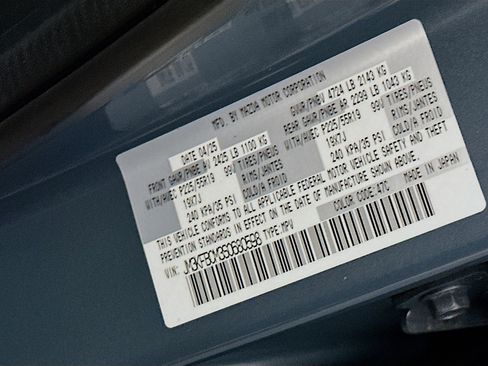 MFD. BY MAZDA MOTOR CORPORATION
DATE: 04/25 GVWR/PNBV 4724 LB 2143 KG
FRONT GAWR/PNBE AV 2405 LB 1100 KG REAR GAWR/PNBE AR 2299 LB 1043 KG
WITH/AVEC P225/55R19 99V TIRES/PNEUS WITH/AVEC P225/55R19 99V TIRES/PNEUS
19X7J RIMS/JANTES 19X7J RIMS/JANTES
240 KPA/35 PSI COLD/A FROID 240 KPA/35 PSI COLD/A FROID
THIS VEHICLE CONFORMS TO ALL APPLICABLE FEDERAL MOTOR VEHICLE SAFETY AND THEFT
PREVENTION STANDARDS IN EFFECT ON THE DATE OF MANUFACTURE SHOWN ABOVE.
VIN: TYPE: MPV COLOR CODE: 47C MADE IN JAPAN